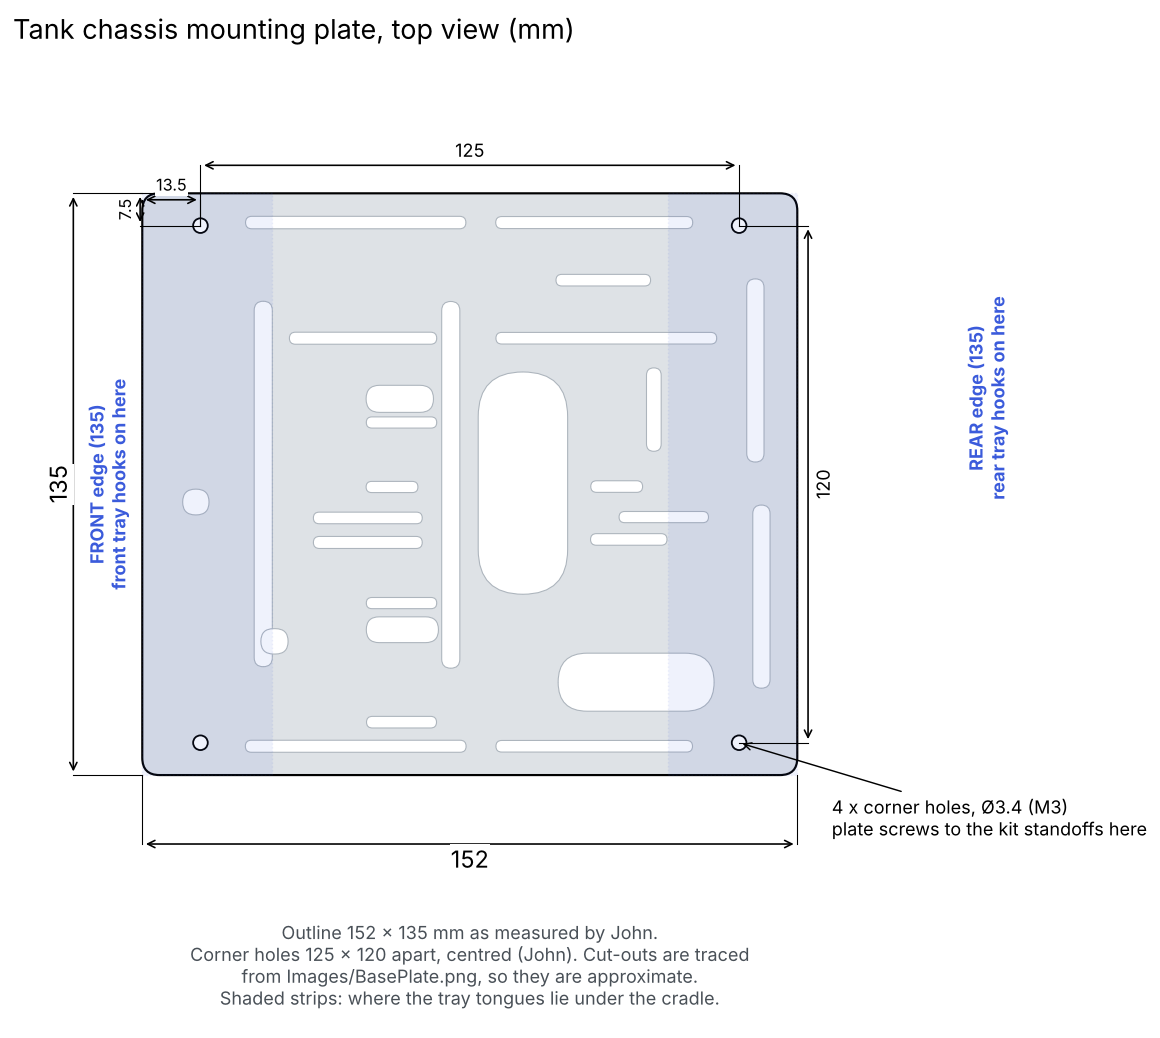 Tank chassis mounting plate, top view (mm)
125
13.5
7.5
135
FRONT edge (135)
front tray hooks on here
120
REAR edge (135)
rear tray hooks on here
4 x corner holes, Ø3.4 (M3)
plate screws to the kit standoffs here
152
Outline 152 × 135 mm as measured by John.
Corner holes 125 × 120 apart, centred (John). Cut-outs are traced
from Images/BasePlate.png, so they are approximate.
Shaded strips: where the tray tongues lie under the cradle.